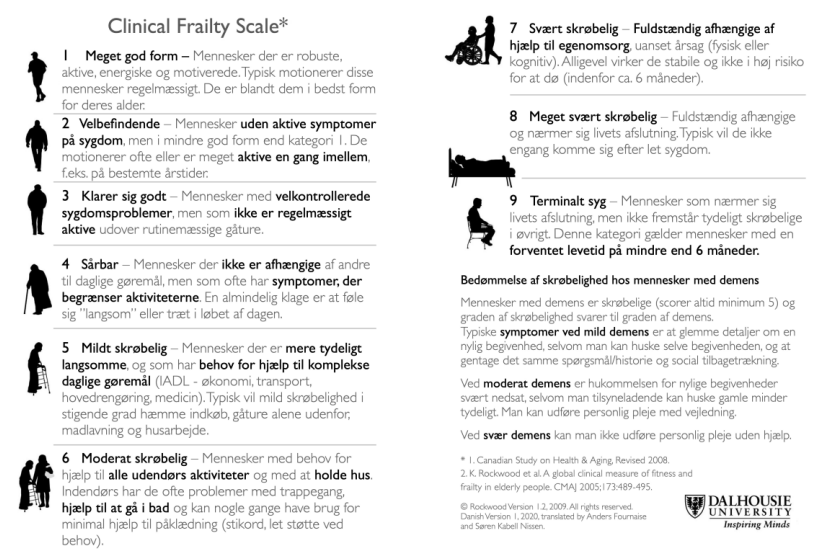 Clinical Frailty Scale*
1 Meget god form – Mennesker der er robuste,
aktive, energiske og motiverede. Typisk motionerer disse
mennesker regelmæssigt. De er blandt dem i bedst form
for deres alder.
2 Velbefindende – Mennesker uden aktive symptomer
på sygdom, men i mindre god form end kategori 1. De
motionerer ofte eller er meget aktive en gang imellem,
f.eks. på bestemte årstider.
3 Klarer sig godt – Mennesker med velkontrollerede
sygdomsproblemer, men som ikke er regelmæssigt
aktive udover rutinemæssige gåture.
4 Sårbar – Mennesker der ikke er afhængige af andre
til daglige gøremål, men som ofte har symptomer, der
begrænser aktiviteterne. En almindelig klage er at føle
sig ”langsom” eller træt i løbet af dagen.
5 Mildt skrøbelig – Mennesker der er mere tydeligt
langsomme, og som har behov for hjælp til komplekse
daglige gøremål (IADL - økonomi, transport,
hovedrengøring, medicin). Typisk vil mild skrøbelighed i
stigende grad hæmme indkøb, gåture alene udenfor,
madlavning og husarbejde.
6 Moderat skrøbelig – Mennesker med behov for
hjælp til alle udendørs aktiviteter og med at holde hus.
Indendørs har de ofte problemer med trappegang,
hjælp til at gå i bad og kan nogle gange have brug for
minimal hjælp til påklædning (stikord, let støtte ved
behov).
7 Svært skrøbelig – Fuldstændig afhængige af
hjælp til egenomsorg, uanset årsag (fysisk eller
kognitiv). Alligevel virker de stabile og ikke i høj risiko
for at dø (indenfor ca. 6 måneder).
8 Meget svært skrøbelig – Fuldstændig afhængige
og nærmer sig livets afslutning. Typisk vil de ikke
engang komme sig efter let sygdom.
9 Terminalt syg – Mennesker som nærmer sig
livets afslutning, men ikke fremstår tydeligt skrøbelige
i øvrigt. Denne kategori gælder mennesker med en
forventet levetid på mindre end 6 måneder.
Bedømmelse af skrøbelighed hos mennesker med demens
Mennesker med demens er skrøbelige (scorer altid minimum 5) og
graden af skrøbelighed svarer til graden af demens.
Typiske symptomer ved mild demens er at glemme detaljer om en
nylig begivenhed, selvom man kan huske selve begivenheden, og at
gentage det samme spørgsmål/historie og social tilbagetrækning.
Ved moderat demens er hukommelsen for nylige begivenheder
svært nedsat, selvom man tilsyneladende kan huske gamle minder
tydeligt. Man kan udføre personlig pleje med vejledning.
Ved svær demens kan man ikke udføre personlig pleje uden hjælp.
* 1. Canadian Study on Health & Aging, Revised 2008.
2. K. Rockwood et al. A global clinical measure of fitness and
frailty in elderly people. CMAJ 2005;173:489-495.
© Rockwood Version 1.2, 2009. All rights reserved.
Danish Version 1, 2020, translated by Anders Fournaise
and Søren Kabell Nissen.
DALHOUSIE
UNIVERSITY
Inspiring Minds